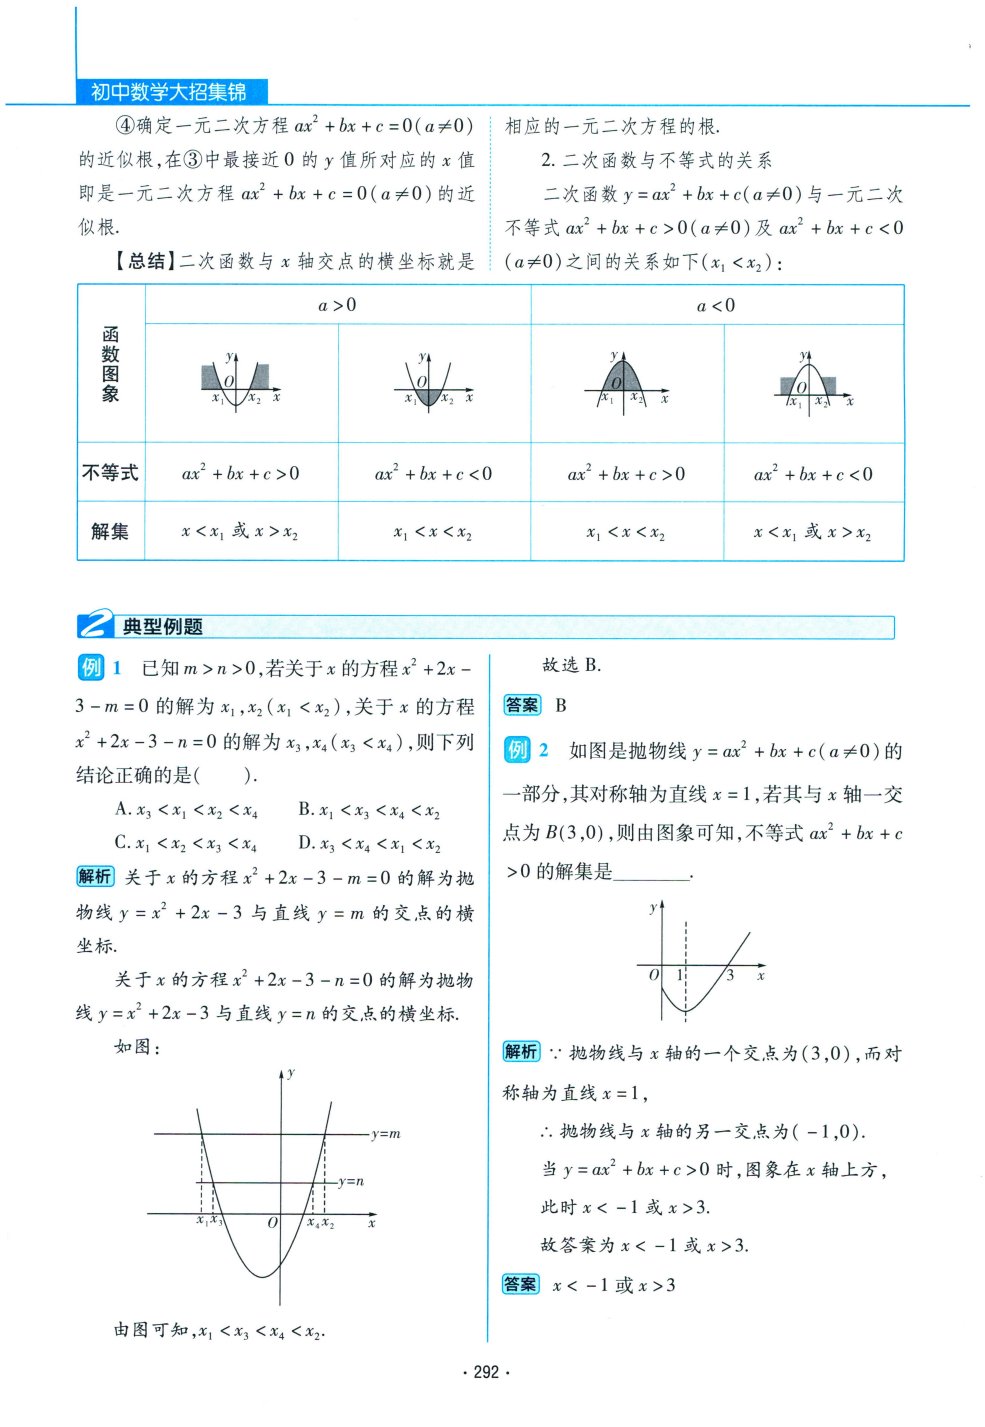 初中数学大招集锦
④确定一元二次方程 ax² + bx + c = 0(a≠0)
的近似根,在③中最接近 0 的 y 值所对应的 x 值
即是一元二次方程 ax² + bx + c = 0(a≠0)的近
似根.
【总结】二次函数与 x 轴交点的横坐标就是
相应的一元二次方程的根.
2. 二次函数与不等式的关系
二次函数 y = ax² + bx + c(a≠0)与一元二次
不等式 ax² + bx + c > 0(a≠0)及 ax² + bx + c < 0
(a≠0)之间的关系如下(x₁ < x₂):
函数图象
a > 0
a < 0
y O x₁ x₂ x
y O x₁ x₂ x
y O x₁ x₂ x
y O x₁ x₂ x
不等式 ax² + bx + c > 0 ax² + bx + c < 0 ax² + bx + c > 0 ax² + bx + c < 0
解集 x < x₁ 或 x > x₂ x₁ < x < x₂ x₁ < x < x₂ x < x₁ 或 x > x₂
2 典型例题
例 1 已知 m > n > 0,若关于 x 的方程 x² + 2x -
3 - m = 0 的解为 x₁,x₂(x₁ < x₂),关于 x 的方程
x² + 2x - 3 - n = 0 的解为 x₃,x₄(x₃ < x₄),则下列
结论正确的是( ).
A. x₃ < x₁ < x₂ < x₄ B. x₁ < x₃ < x₄ < x₂
C. x₁ < x₂ < x₃ < x₄ D. x₃ < x₄ < x₁ < x₂
解析 关于 x 的方程 x² + 2x - 3 - m = 0 的解为抛
物线 y = x² + 2x - 3 与直线 y = m 的交点的横
坐标.
关于 x 的方程 x² + 2x - 3 - n = 0 的解为抛物
线 y = x² + 2x - 3 与直线 y = n 的交点的横坐标.
如图:
y
y=m
y=n
x₁ x₃ O x₄ x₂ x
由图可知,x₁ < x₃ < x₄ < x₂.
故选 B.
答案 B
例 2 如图是抛物线 y = ax² + bx + c(a≠0)的
一部分,其对称轴为直线 x = 1,若其与 x 轴一交
点为 B(3,0),则由图象可知,不等式 ax² + bx + c
> 0 的解集是________.
y
O 1 3 x
解析 ∵ 抛物线与 x 轴的一个交点为(3,0),而对
称轴为直线 x = 1,
∴ 抛物线与 x 轴的另一交点为( - 1,0).
当 y = ax² + bx + c > 0 时,图象在 x 轴上方,
此时 x < - 1 或 x > 3.
故答案为 x < - 1 或 x > 3.
答案 x < - 1 或 x > 3
· 292 ·